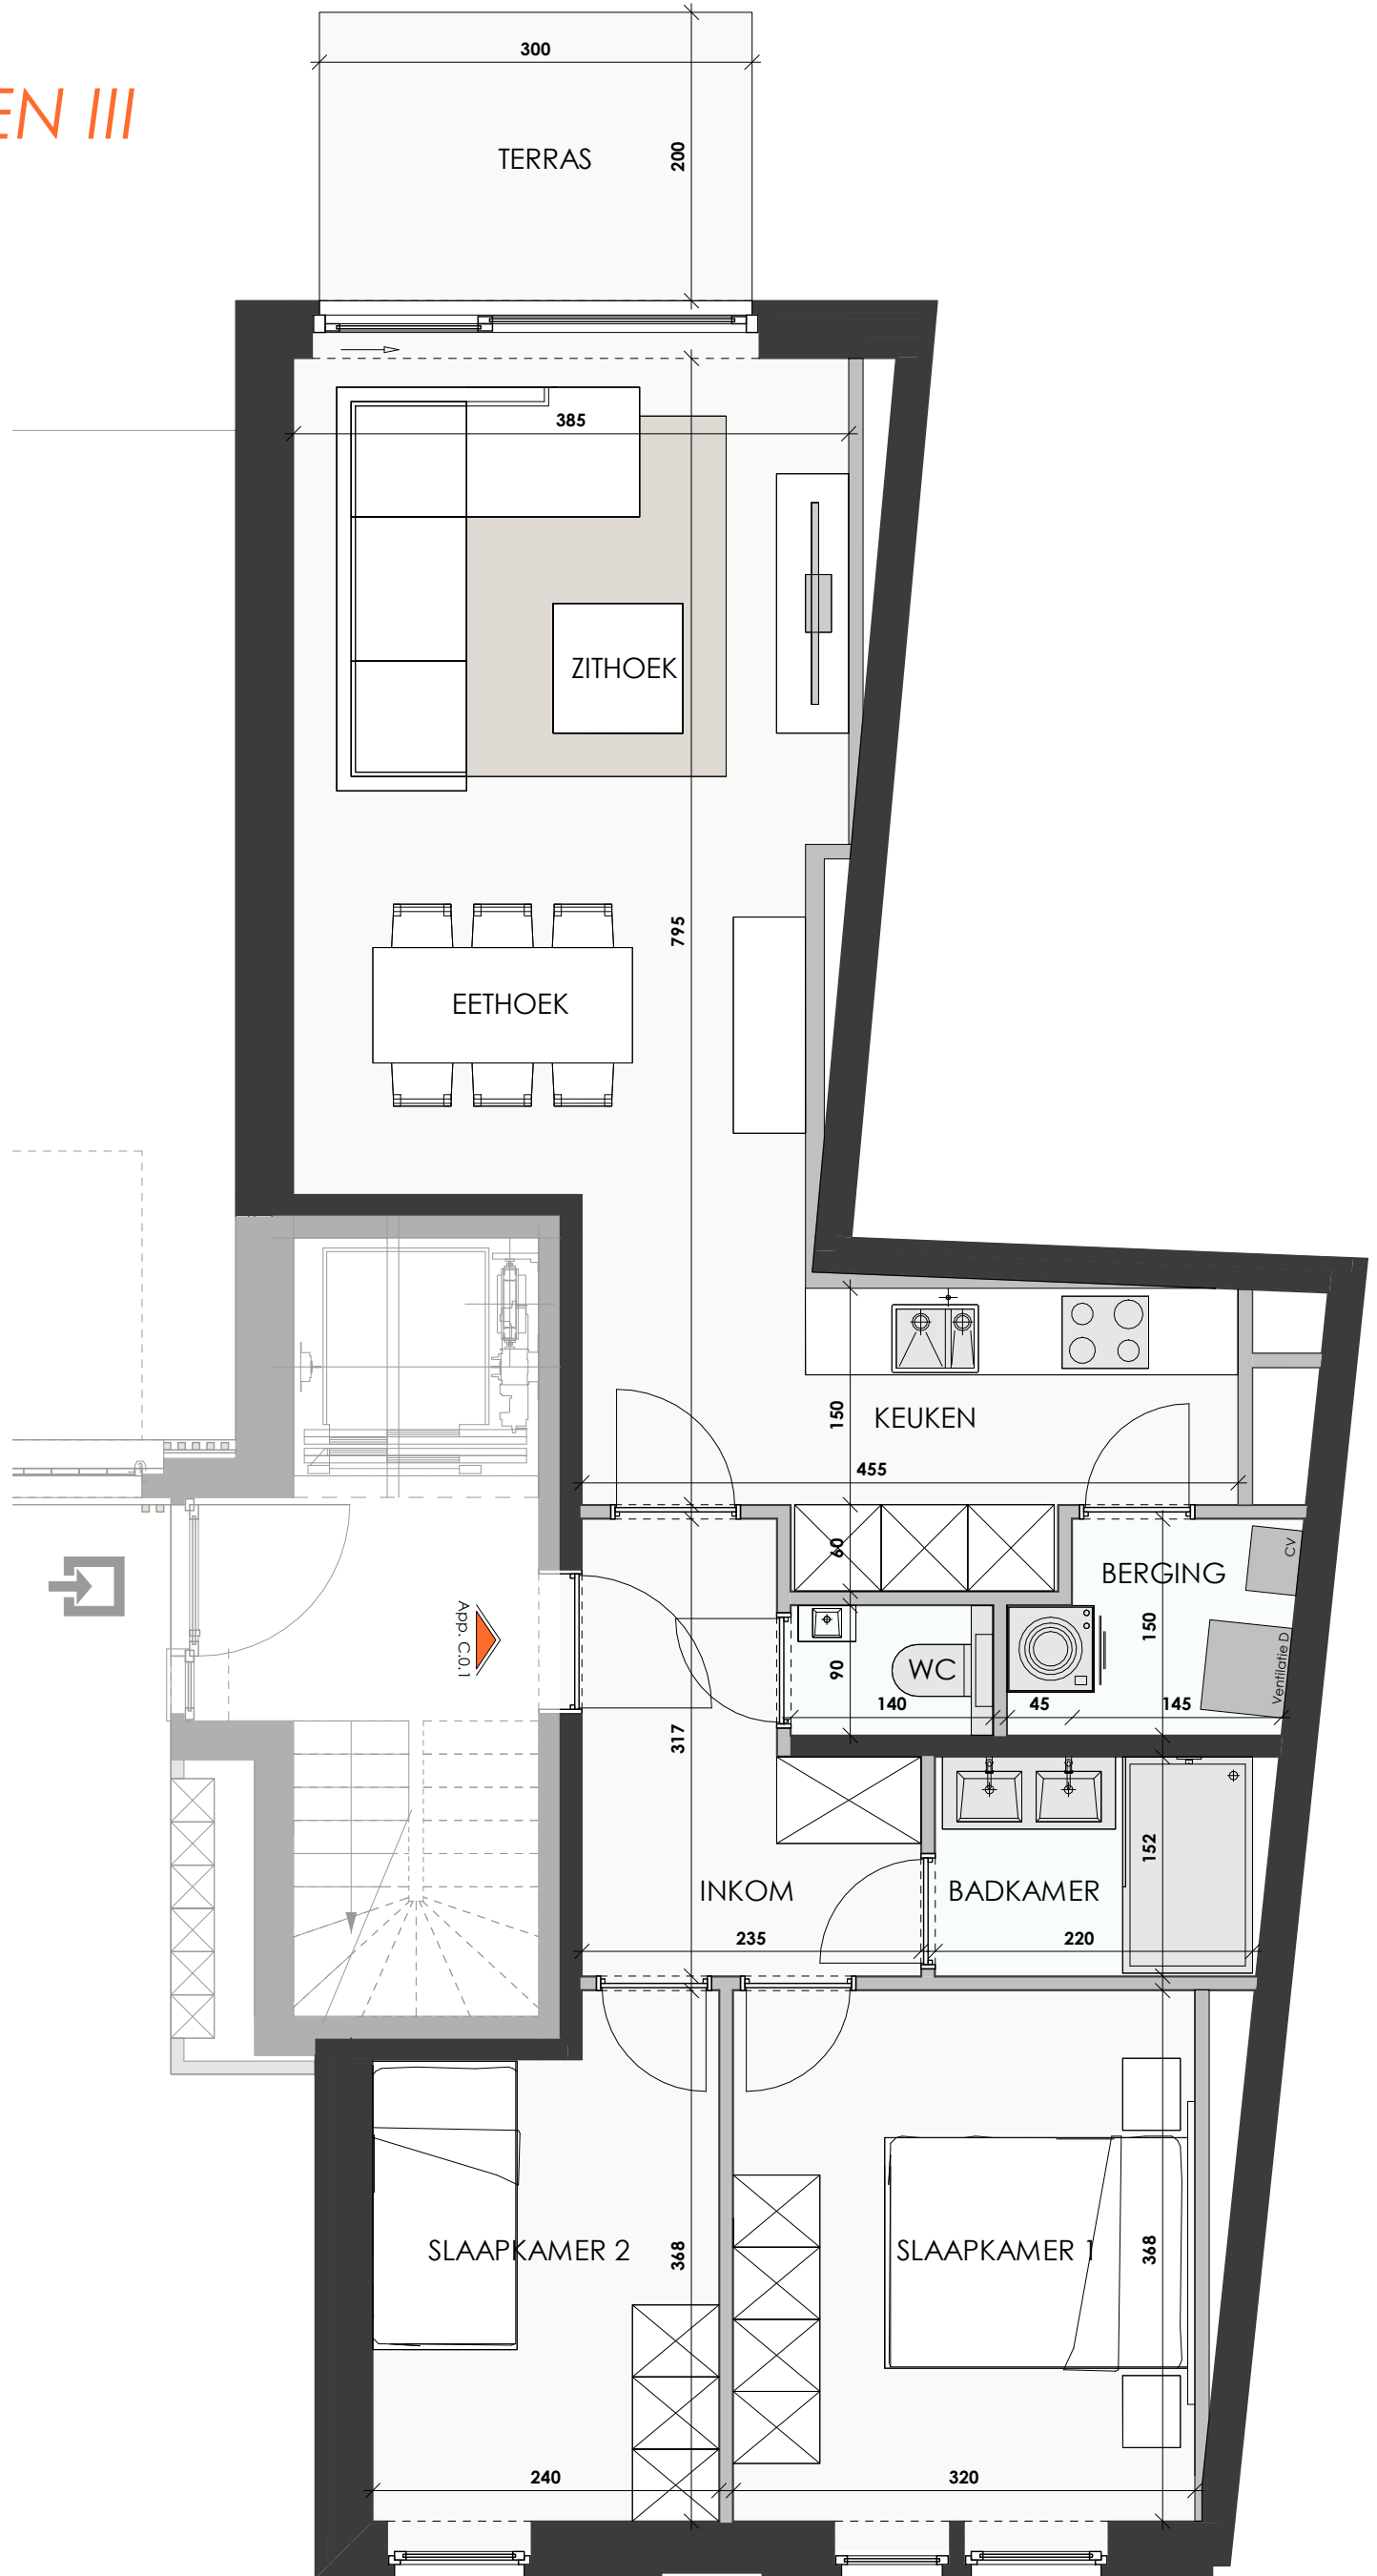 EN III
300
TERRAS
200
385
ZITHOEK
795
EETHOEK
150
KEUKEN
455
60
BERGING
CV
App. C.0.1
150
90
WC
Ventilatie D
140
45
145
317
152
INKOM
BADKAMER
235
220
SLAAPKAMER 2
368
SLAAPKAMER 1
368
240
320